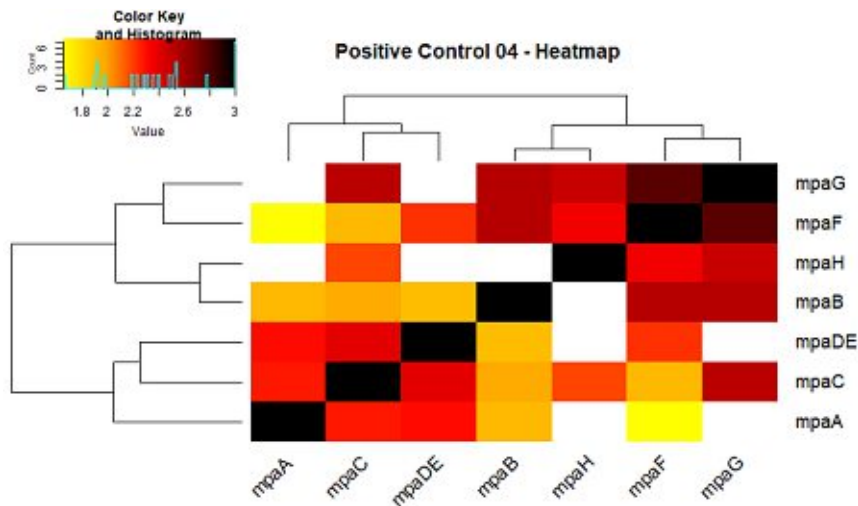 Color Key
and Histogram
Count
0 3 6
1.8 2 2.2 2.6 3
Value
Positive Control 04 - Heatmap
mpaG
mpaF
mpaH
mpaB
mpaDE
mpaC
mpaA
mpaA mpaC mpaDE mpaB mpaH mpaF mpaG